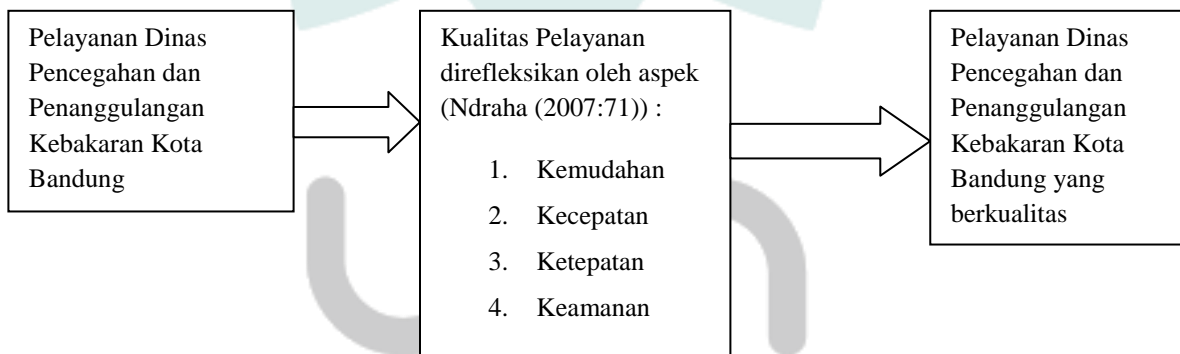 Pelayanan Dinas
Pencegahan dan
Penanggulangan
Kebakaran Kota
Bandung
Kualitas Pelayanan
direfleksikan oleh aspek
(Ndraha (2007:71)) :
1. Kemudahan
2. Kecepatan
3. Ketepatan
4. Keamanan
Pelayanan Dinas
Pencegahan dan
Penanggulangan
Kebakaran Kota
Bandung yang
berkualitas